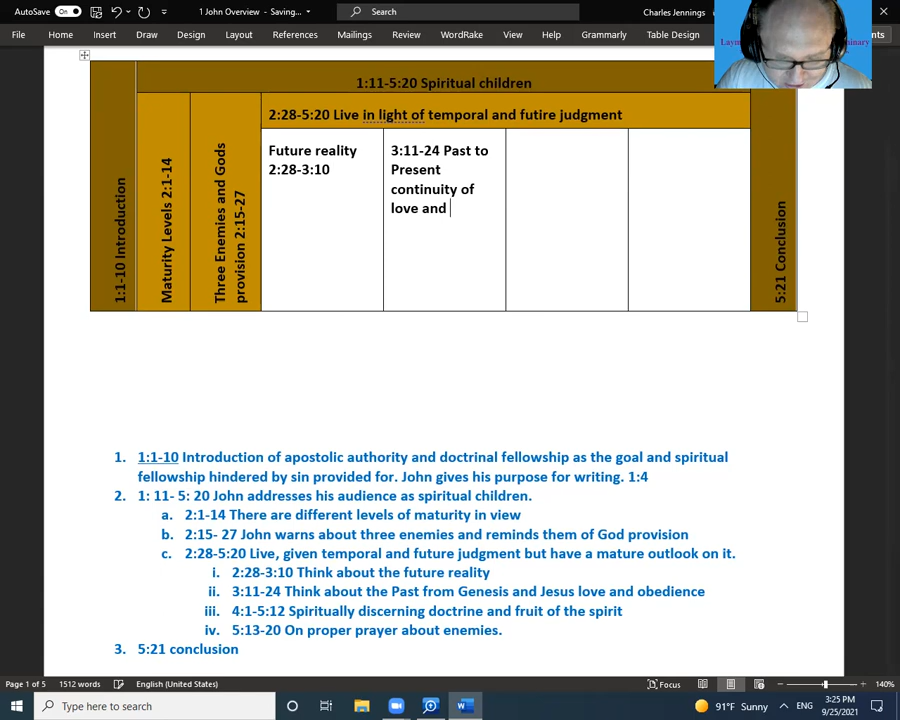 AutoSave On 1 John Overview - Saving... Search Charles Jennings
File Home Insert Draw Design Layout References Mailings Review WordRake View Help Grammarly Table Design
1:11-5:20 Spiritual children
2:28-5:20 Live in light of temporal and futire judgment
1:1-10 Introduction
Maturity Levels 2:1-14
Three Enemies and Gods
provision 2:15-27
Future reality
2:28-3:10
3:11-24 Past to
Present
continuity of
love and
5:21 Conclusion
1. 1:1-10 Introduction of apostolic authority and doctrinal fellowship as the goal and spiritual
fellowship hindered by sin provided for. John gives his purpose for writing. 1:4
2. 1: 11- 5: 20 John addresses his audience as spiritual children.
a. 2:1-14 There are different levels of maturity in view
b. 2:15- 27 John warns about three enemies and reminds them of God provision
c. 2:28-5:20 Live, given temporal and future judgment but have a mature outlook on it.
i. 2:28-3:10 Think about the future reality
ii. 3:11-24 Think about the Past from Genesis and Jesus love and obedience
iii. 4:1-5:12 Spiritually discerning doctrine and fruit of the spirit
iv. 5:13-20 On proper prayer about enemies.
3. 5:21 conclusion
Page 1 of 5 1512 words English (United States) Focus 140%
Type here to search 91°F Sunny ENG 3:25 PM
9/25/2021